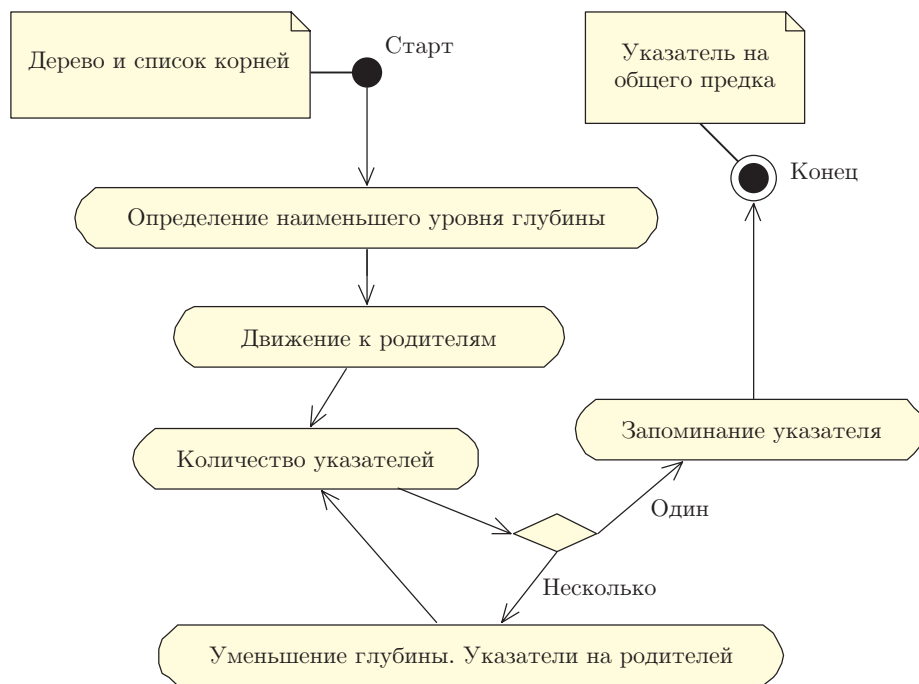 Дерево и список корней
Старт
Указатель на
общего предка
Конец
Определение наименьшего уровня глубины
Движение к родителям
Количество указателей
Запоминание указателя
Один
Несколько
Уменьшение глубины. Указатели на родителей